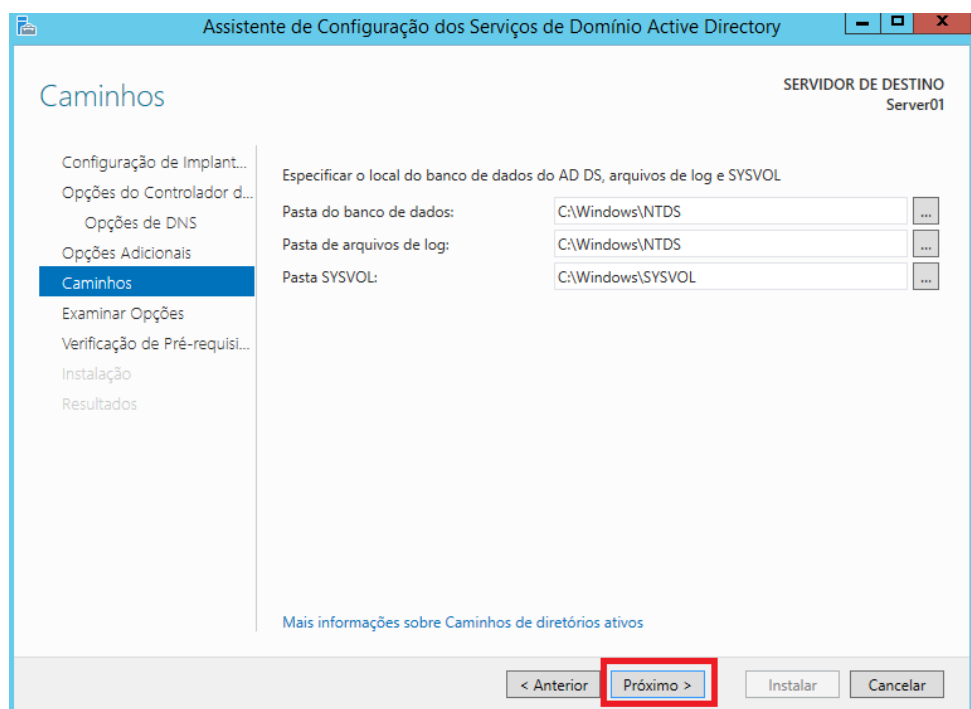 Assistente de Configuração dos Serviços de Domínio Active Directory
Caminhos
SERVIDOR DE DESTINO
Server01
Configuração de Implant...
Opções do Controlador d...
Opções de DNS
Opções Adicionais
Caminhos
Examinar Opções
Verificação de Pré-requisi...
Instalação
Resultados
Especificar o local do banco de dados do AD DS, arquivos de log e SYSVOL
Pasta do banco de dados: C:\Windows\NTDS ...
Pasta de arquivos de log: C:\Windows\NTDS ...
Pasta SYSVOL: C:\Windows\SYSVOL ...
Mais informações sobre Caminhos de diretórios ativos
< Anterior Próximo > Instalar Cancelar